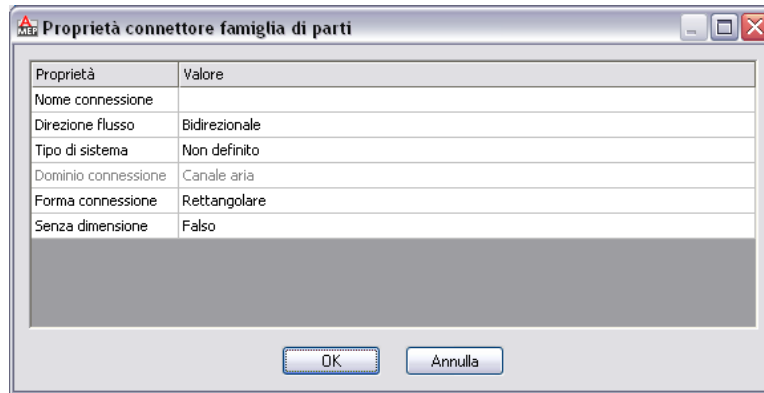 MEP Proprietà connettore famiglia di parti
Proprietà Valore
Nome connessione
Direzione flusso Bidirezionale
Tipo di sistema Non definito
Dominio connessione Canale aria
Forma connessione Rettangolare
Senza dimensione Falso
OK Annulla